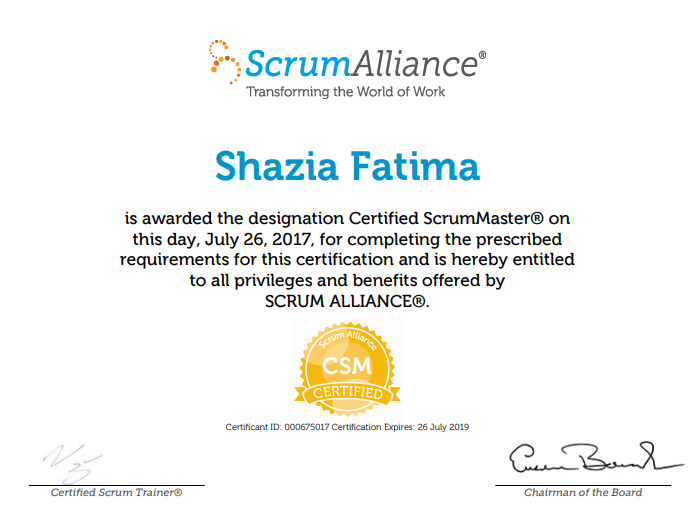 ScrumAlliance®
Transforming the World of Work
Shazia Fatima
is awarded the designation Certified ScrumMaster® on
this day, July 26, 2017, for completing the prescribed
requirements for this certification and is hereby entitled
to all privileges and benefits offered by
SCRUM ALLIANCE®.
Scrum Alliance
CSM
CERTIFIED
Certificant ID: 000675017 Certification Expires: 26 July 2019
Certified Scrum Trainer®
Chairman of the Board